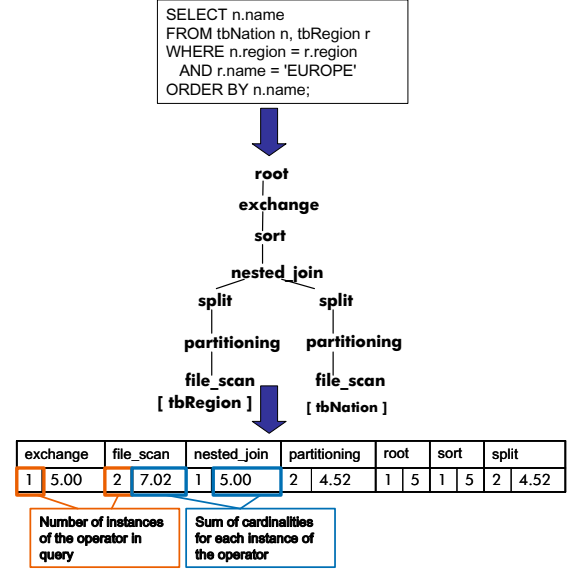 SELECT n.name
FROM tbNation n, tbRegion r
WHERE n.region = r.region
AND r.name = 'EUROPE'
ORDER BY n.name;
root
exchange
sort
nested_join
split split
partitioning partitioning
file_scan file_scan
[ tbRegion ] [ tbNation ]
exchange file_scan nested_join partitioning root sort split
1 5.00 2 7.02 1 5.00 2 4.52 1 5 1 5 2 4.52
Number of instances
of the operator in
query
Sum of cardinalities
for each instance of
the operator